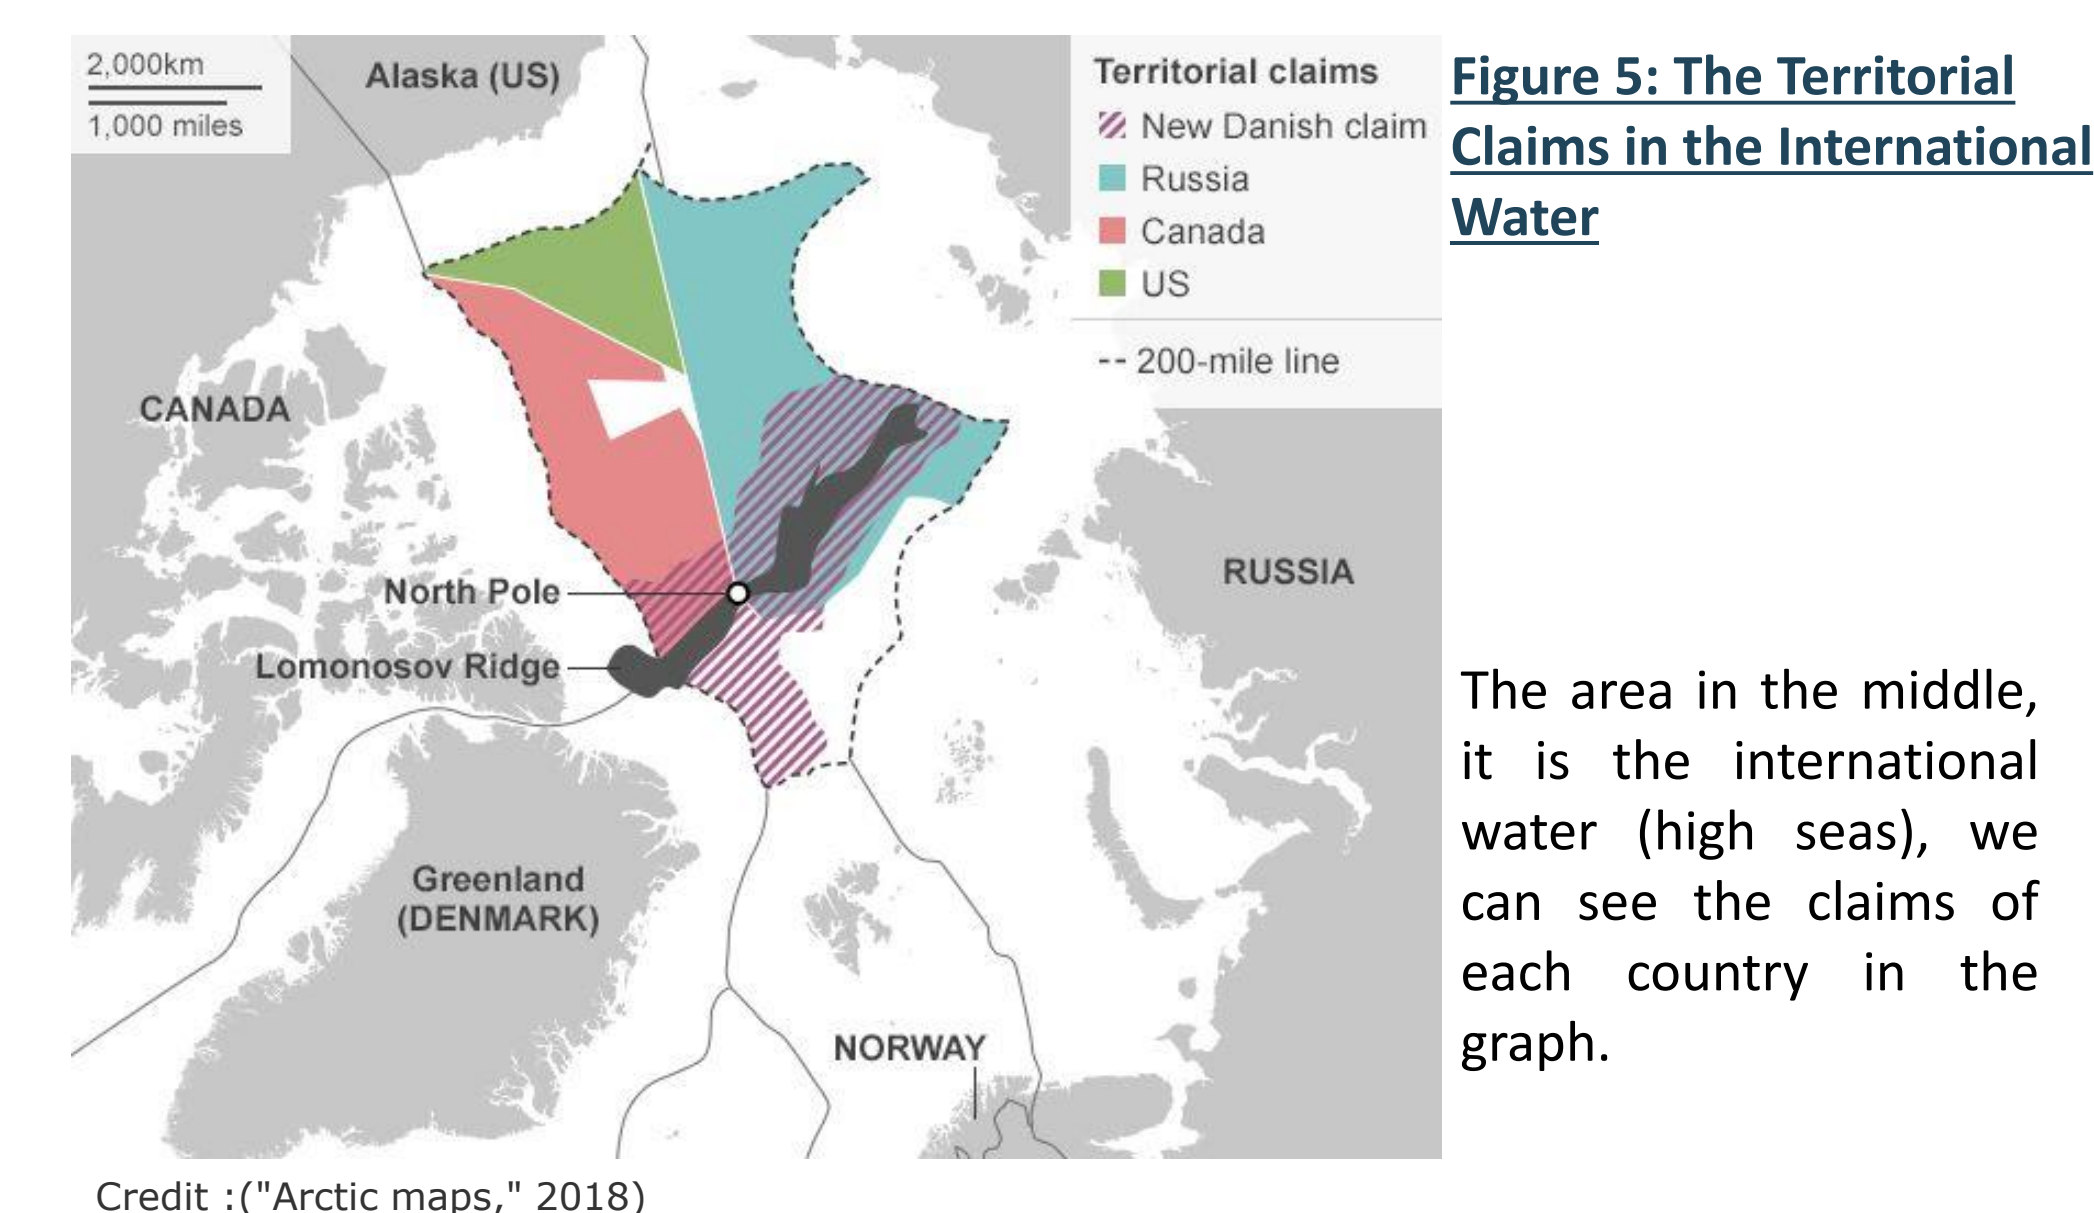 2,000km
1,000 miles
Alaska (US)
Territorial claims
New Danish claim
Russia
Canada
US
-- 200-mile line
CANADA
North Pole
Lomonosov Ridge
RUSSIA
Greenland
(DENMARK)
NORWAY
Figure 5: The Territorial
Claims in the International
Water
The area in the middle,
it is the international
water (high seas), we
can see the claims of
each country in the
graph.
Credit :("Arctic maps," 2018)